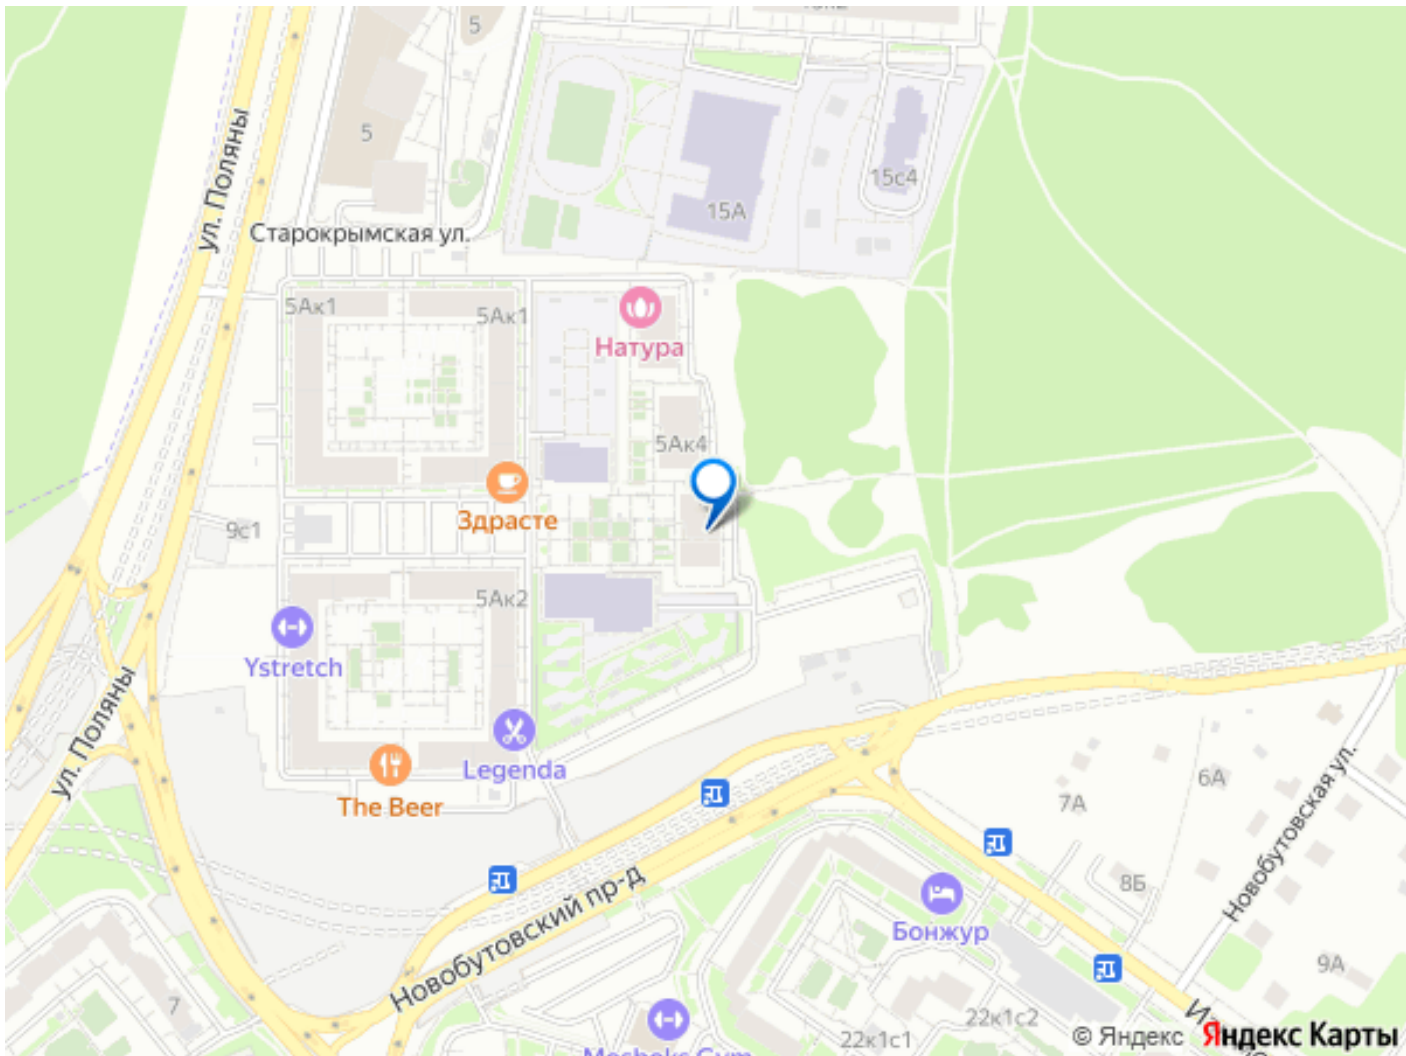 5
5
ул. Поляны
15А
15с4
Старокрымская ул.
5Ак1
5Ак1
Натура
5Ак4
Здрасте
9с1
5Ак2
Ystretch
ул. Поляны
Legenda
The Beer
7А
6А
Новобутовская ул.
8Б
Новобутовский пр-д
Бонжур
9А
7
22к1с2
22к1с1
© Яндекс Яндекс Карты